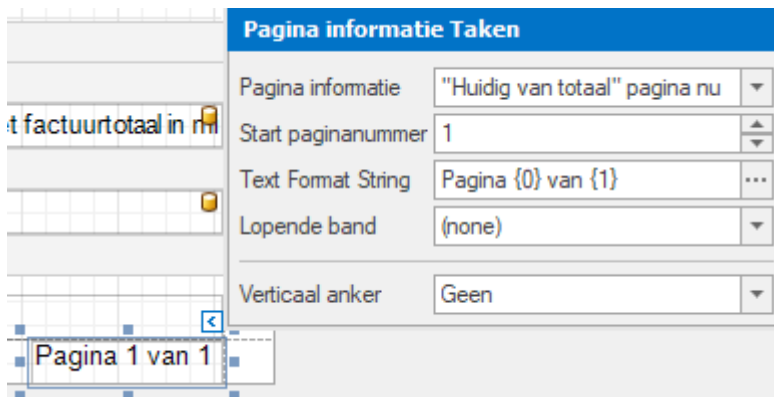 Pagina informatie Taken
Pagina informatie "Huidig van totaal" pagina nu
factuurtotaal in
Start paginanummer 1
Text Format String Pagina {0} van {1}
Lopende band (none)
Verticaal anker Geen
Pagina 1 van 1